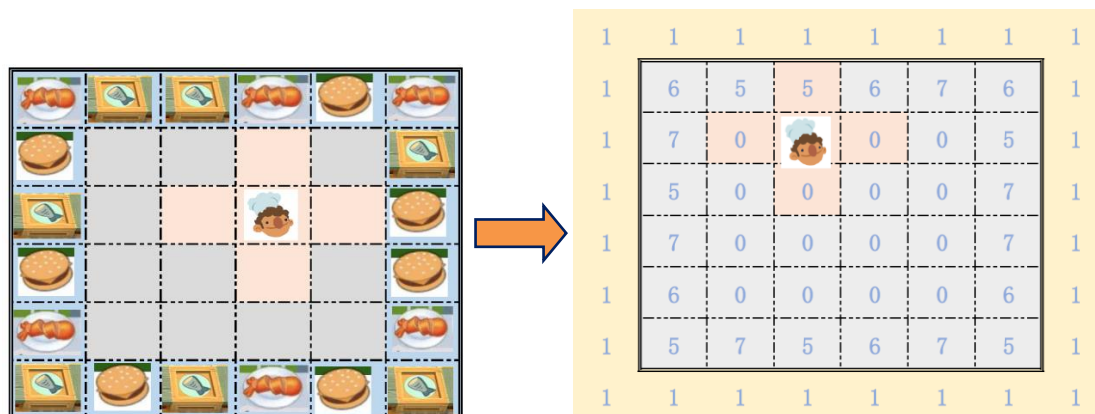 1 1 1 1 1 1 1 1
1 6 5 5 6 7 6 1
1 7 0 0 0 5 1
1 5 0 0 0 0 7 1
1 7 0 0 0 0 7 1
1 6 0 0 0 0 6 1
1 5 7 5 6 7 5 1
1 1 1 1 1 1 1 1